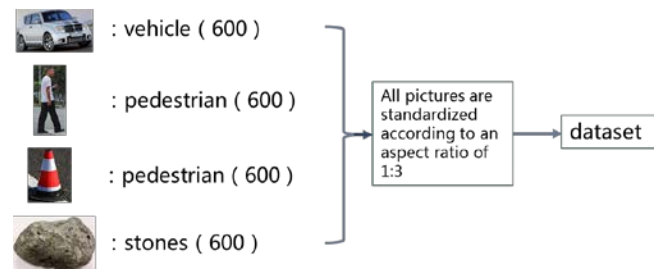 : vehicle ( 600 )
: pedestrian ( 600 )
: pedestrian ( 600 )
: stones ( 600 )
All pictures are
standardized
according to an
aspect ratio of
1:3
dataset